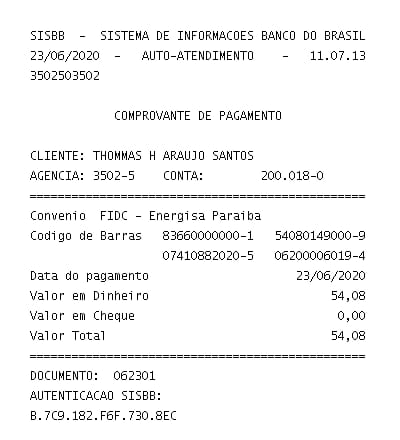 SISBB - SISTEMA DE INFORMACOES BANCO DO BRASIL
23/06/2020 - AUTO-ATENDIMENTO - 11.07.13
3502503502
COMPROVANTE DE PAGAMENTO
CLIENTE: THOMMAS H ARAUJO SANTOS
AGENCIA: 3502-5 CONTA: 200.018-0
================================================
Convenio FIDC - Energisa Paraiba
Codigo de Barras 83660000000-1 54080149000-9
07410882020-5 06200006019-4
Data do pagamento 23/06/2020
Valor em Dinheiro 54,08
Valor em Cheque 0,00
Valor Total 54,08
================================================
DOCUMENTO: 062301
AUTENTICACAO SISBB:
B.7C9.182.F6F.730.8EC